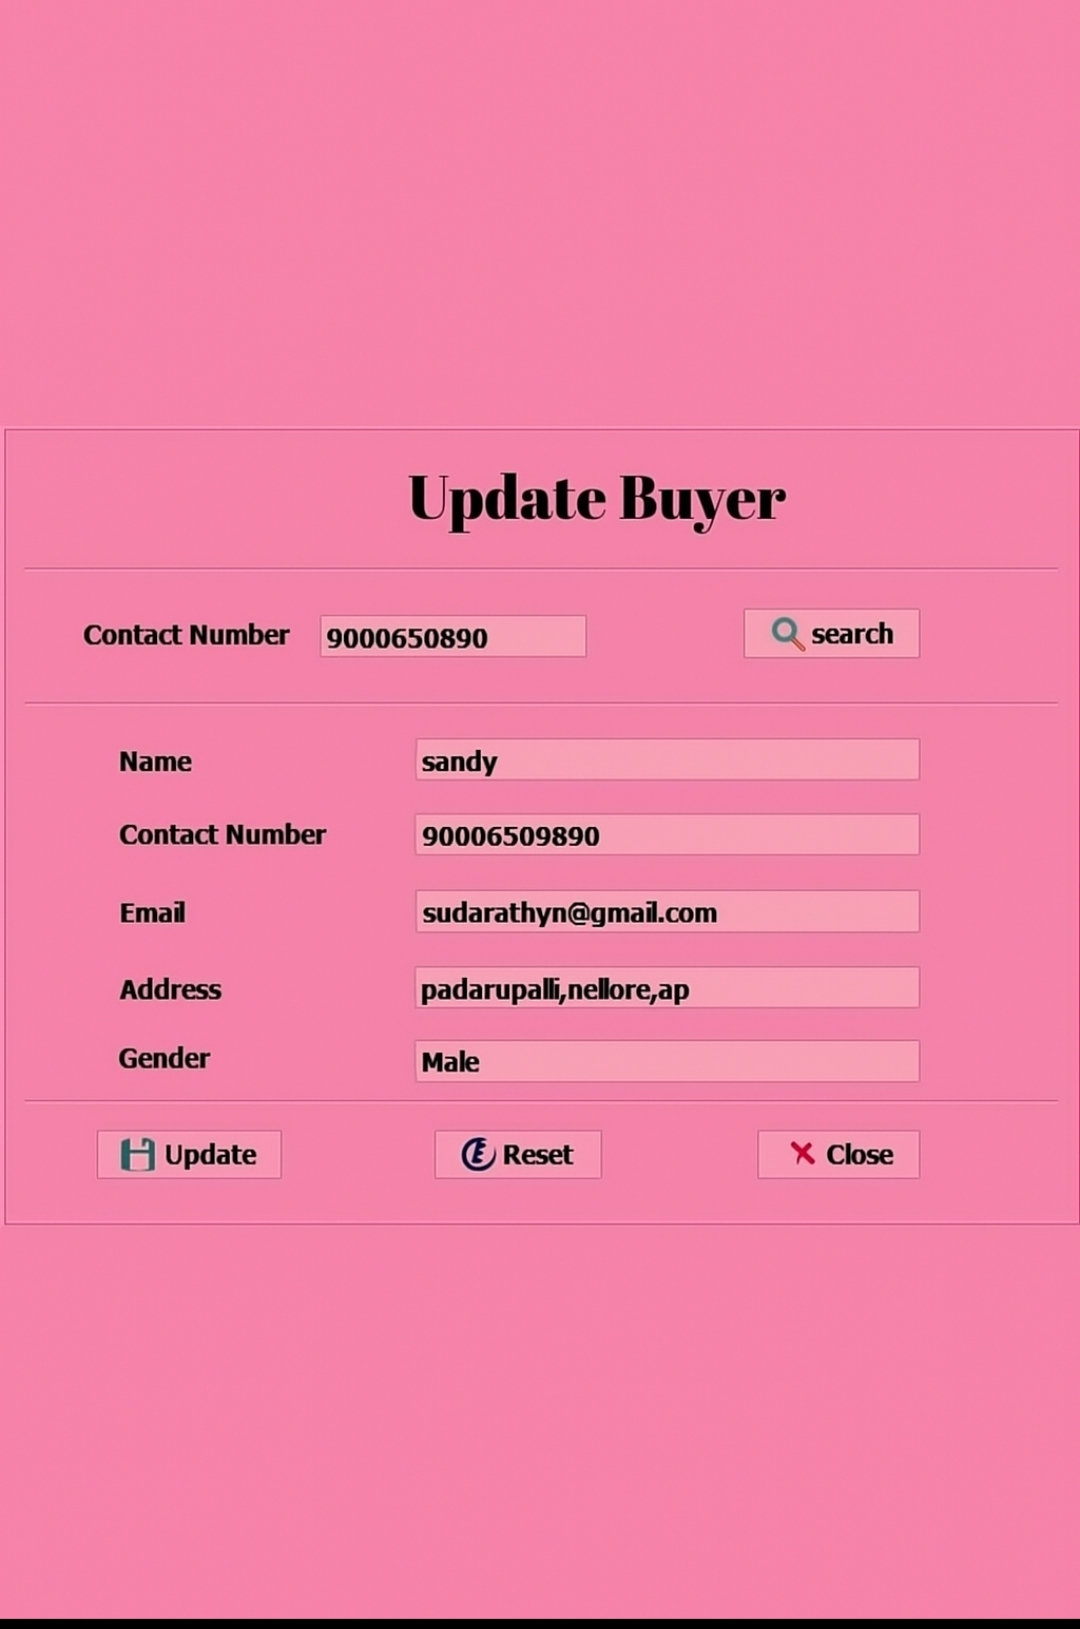 Update Buyer
Contact Number 9000650890 search
Name sandy
Contact Number 90006509890
Email sudarathyn@gmail.com
Address padarupalli,nellore,ap
Gender Male
Update Reset Close